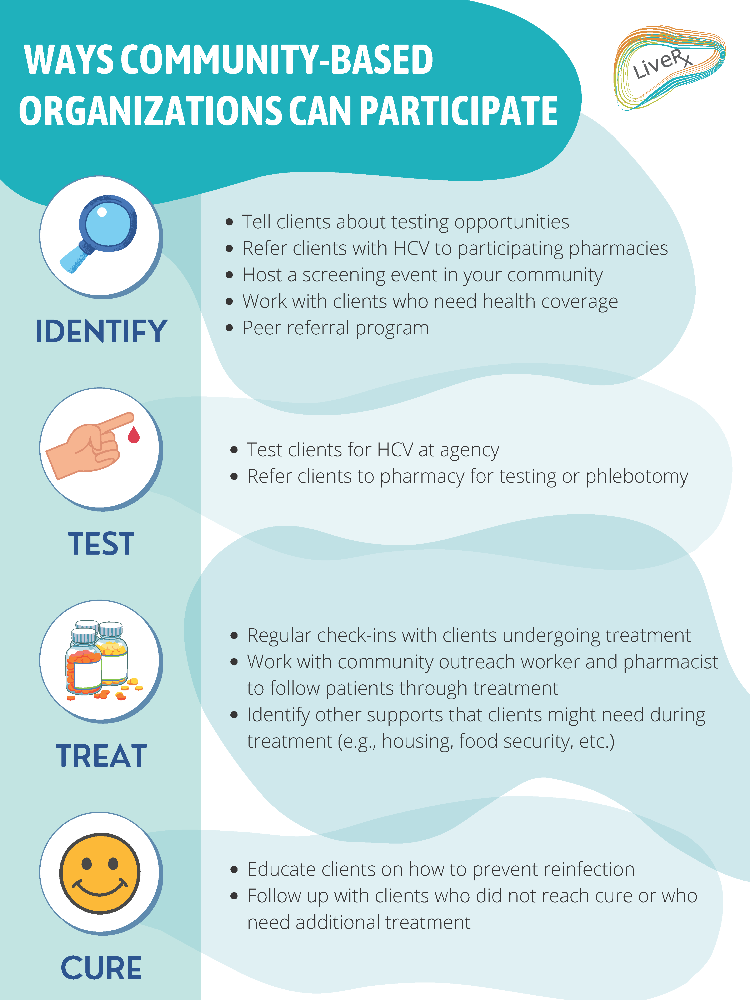 WAYS COMMUNITY-BASED
ORGANIZATIONS CAN PARTICIPATE
LiveRx
IDENTIFY
• Tell clients about testing opportunities
• Refer clients with HCV to participating pharmacies
• Host a screening event in your community
• Work with clients who need health coverage
• Peer referral program
TEST
• Test clients for HCV at agency
• Refer clients to pharmacy for testing or phlebotomy
TREAT
• Regular check-ins with clients undergoing treatment
• Work with community outreach worker and pharmacist
to follow patients through treatment
• Identify other supports that clients might need during
treatment (e.g., housing, food security, etc.)
CURE
• Educate clients on how to prevent reinfection
• Follow up with clients who did not reach cure or who
need additional treatment